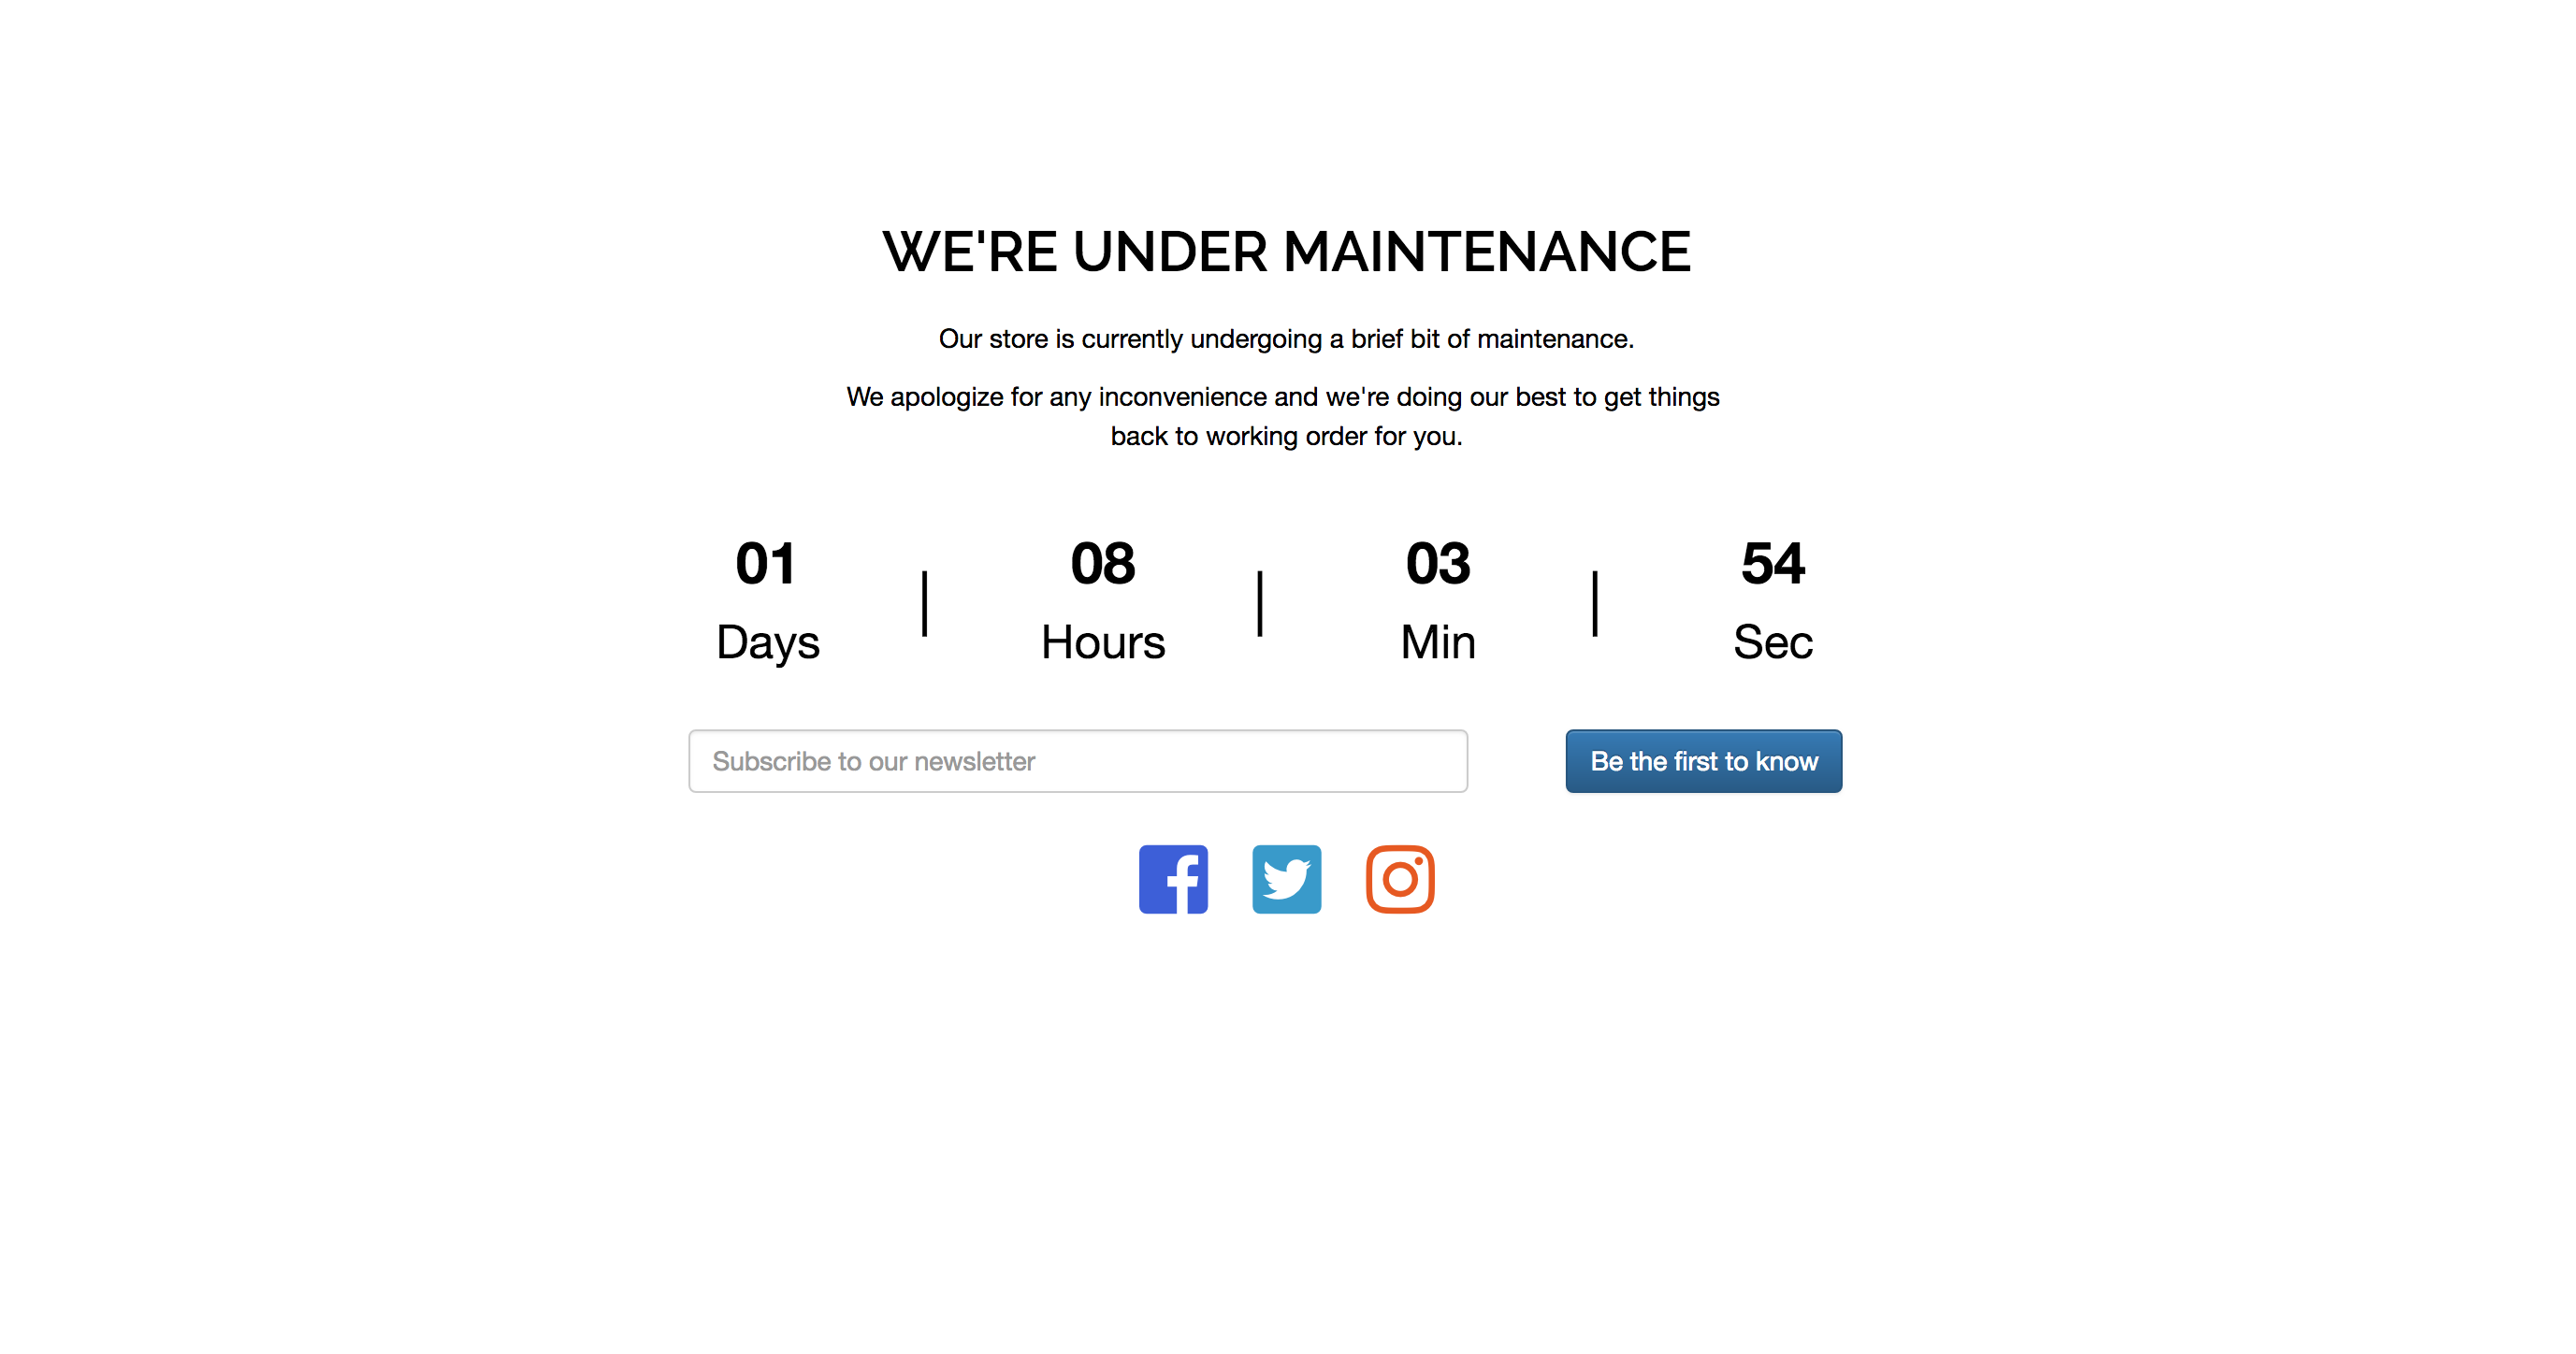 WE'RE UNDER MAINTENANCE
Our store is currently undergoing a brief bit of maintenance.
We apologize for any inconvenience and we're doing our best to get things
back to working order for you.
01 | 08 | 03 | 54
Days Hours Min Sec
Subscribe to our newsletter Be the first to know